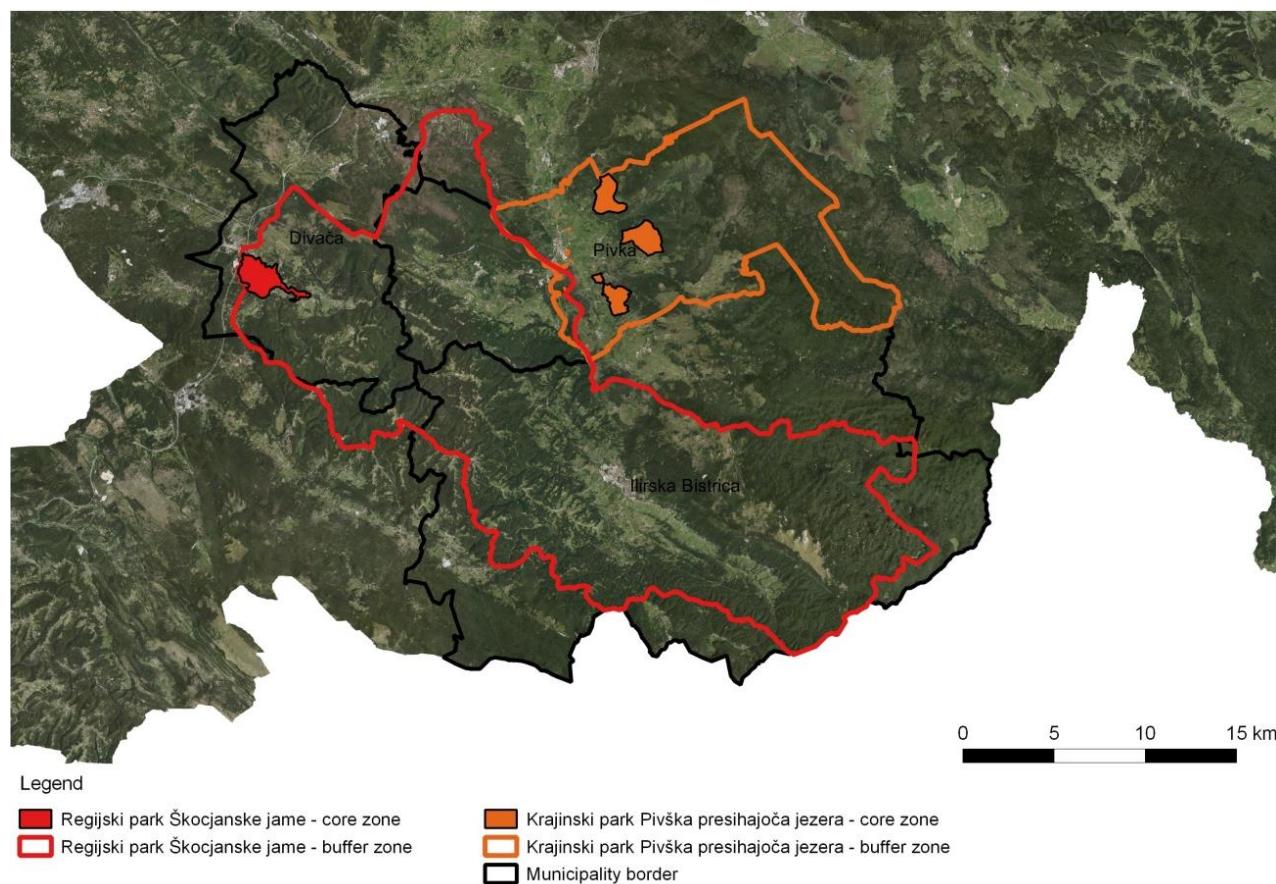 Divača
Pivka
Ilirska Bistrica
0 5 10 15 km
Legend
Regijski park Škocjanske jame - core zone
Regijski park Škocjanske jame - buffer zone
Krajinski park Pivška presihajoča jezera - core zone
Krajinski park Pivška presihajoča jezera - buffer zone
Municipality border